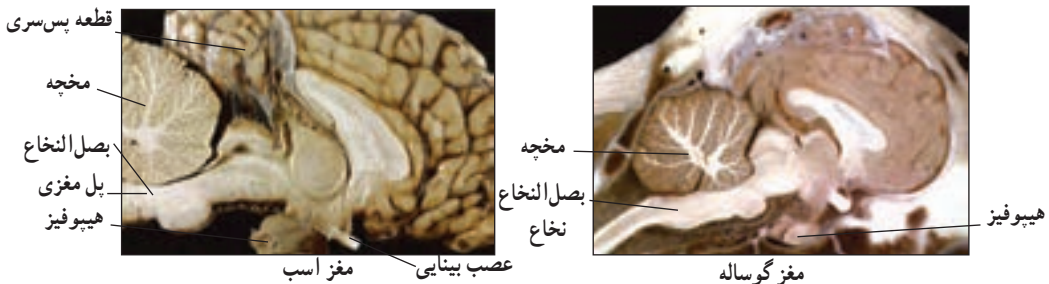 قطعه پس‌سری
مخچه
بصل‌النخاع
پل مغزی
هیپوفیز
عصب بینایی
مغز اسب
مخچه
بصل‌النخاع
نخاع
هیپوفیز
مغز گوساله